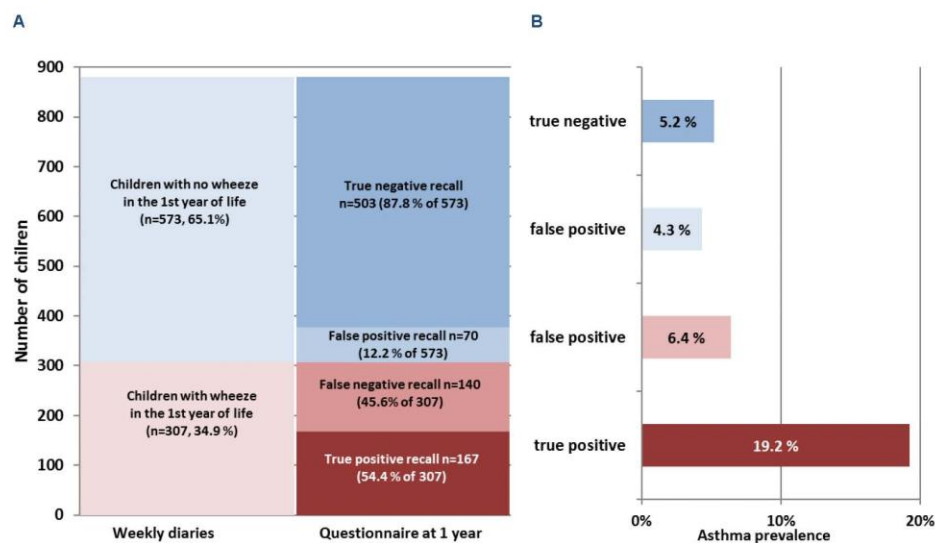 A
B
Number of chilren
900
800
700
600
500
400
300
200
100
0
Children with no wheeze
in the 1st year of life
(n=573, 65.1%)
Children with wheeze
in the 1st year of life
(n=307, 34.9 %)
True negative recall
n=503 (87.8 % of 573)
False positive recall n=70
(12.2 % of 573)
False negative recall n=140
(45.6% of 307)
True positive recall n=167
(54.4 % of 307)
Weekly diaries
Questionnaire at 1 year
true negative
5.2 %
false positive
4.3 %
false positive
6.4 %
true positive
19.2 %
0%
10%
20%
Asthma prevalence